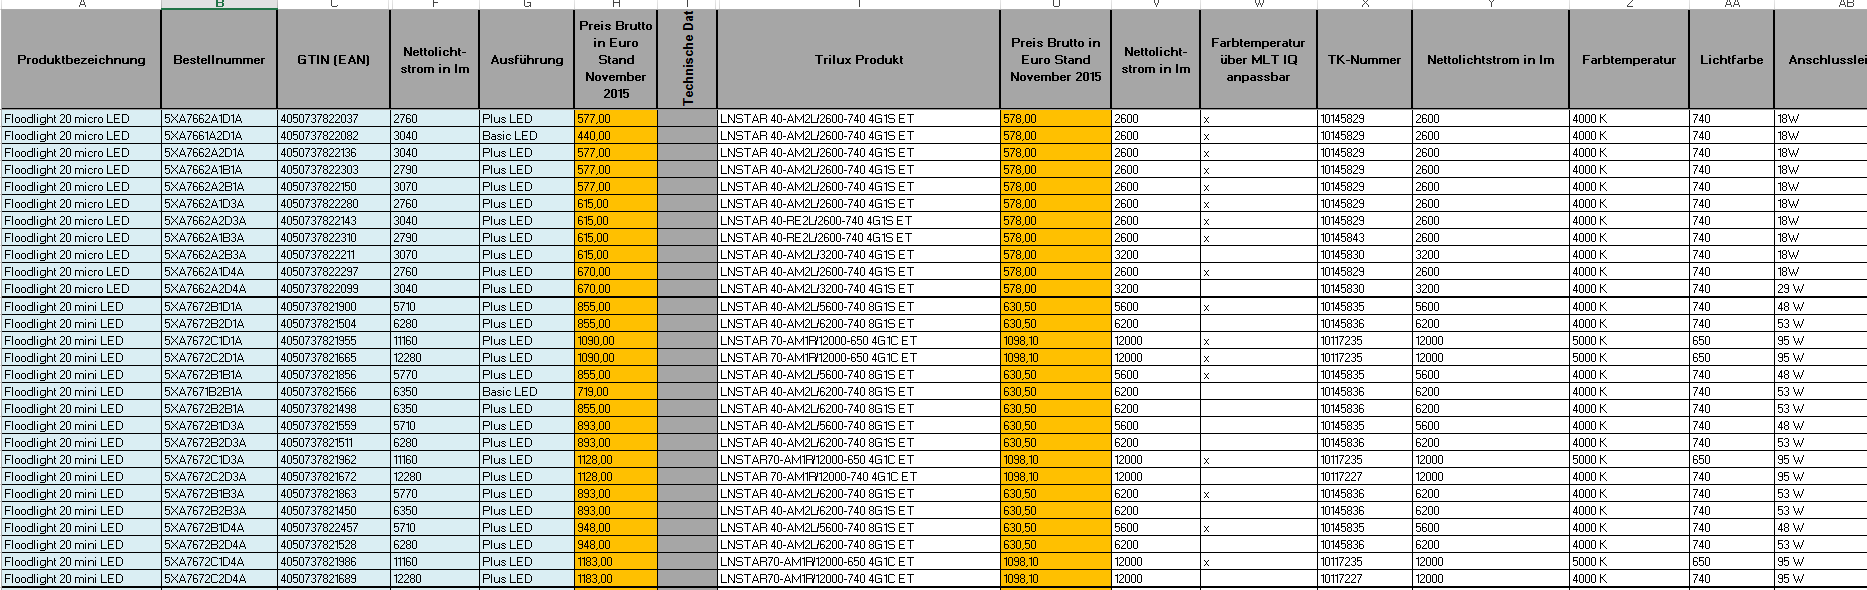 A B C F G H I T U V W X Y Z AA AB
Produktbezeichnung Bestellnummer GTIN (EAN) Nettolicht-strom in lm Ausführung Preis Brutto in Euro Stand November 2015 Technische Dat Trilux Produkt Preis Brutto in Euro Stand November 2015 Nettolicht-strom in lm Farbtemperatur über MLT IQ anpassbar TK-Nummer Nettolichtstrom in lm Farbtemperatur Lichtfarbe Anschlusslei
Floodlight 20 micro LED 5XA7662A1D1A 4050737822037 2760 Plus LED 577,00 LNSTAR 40-AM2L/2600-740 4G1S ET 578,00 2600 x 10145829 2600 4000 K 740 18W
Floodlight 20 micro LED 5XA7661A2D1A 4050737822082 3040 Basic LED 440,00 LNSTAR 40-AM2L/2600-740 4G1S ET 578,00 2600 x 10145829 2600 4000 K 740 18W
Floodlight 20 micro LED 5XA7662A2D1A 4050737822136 3040 Plus LED 577,00 LNSTAR 40-AM2L/2600-740 4G1S ET 578,00 2600 x 10145829 2600 4000 K 740 18W
Floodlight 20 micro LED 5XA7662A1B1A 4050737822303 2790 Plus LED 577,00 LNSTAR 40-AM2L/2600-740 4G1S ET 578,00 2600 x 10145829 2600 4000 K 740 18W
Floodlight 20 micro LED 5XA7662A2B1A 4050737822150 3070 Plus LED 577,00 LNSTAR 40-AM2L/2600-740 4G1S ET 578,00 2600 x 10145829 2600 4000 K 740 18W
Floodlight 20 micro LED 5XA7662A1D3A 4050737822280 2760 Plus LED 615,00 LNSTAR 40-AM2L/2600-740 4G1S ET 578,00 2600 x 10145829 2600 4000 K 740 18W
Floodlight 20 micro LED 5XA7662A2D3A 4050737822143 3040 Plus LED 615,00 LNSTAR 40-RE2L/2600-740 4G1S ET 578,00 2600 x 10145829 2600 4000 K 740 18W
Floodlight 20 micro LED 5XA7662A1B3A 4050737822310 2790 Plus LED 615,00 LNSTAR 40-RE2L/2600-740 4G1S ET 578,00 2600 x 10145843 2600 4000 K 740 18W
Floodlight 20 micro LED 5XA7662A2B3A 4050737822211 3070 Plus LED 615,00 LNSTAR 40-AM2L/3200-740 4G1S ET 578,00 3200 10145830 3200 4000 K 740 18W
Floodlight 20 micro LED 5XA7662A1D4A 4050737822297 2760 Plus LED 670,00 LNSTAR 40-AM2L/2600-740 4G1S ET 578,00 2600 x 10145829 2600 4000 K 740 18W
Floodlight 20 micro LED 5XA7662A2D4A 4050737822099 3040 Plus LED 670,00 LNSTAR 40-AM2L/3200-740 4G1S ET 578,00 3200 10145830 3200 4000 K 740 29 W
Floodlight 20 mini LED 5XA7672B1D1A 4050737821900 5710 Plus LED 855,00 LNSTAR 40-AM2L/5600-740 8G1S ET 630,50 5600 x 10145835 5600 4000 K 740 48 W
Floodlight 20 mini LED 5XA7672B2D1A 4050737821504 6280 Plus LED 855,00 LNSTAR 40-AM2L/6200-740 8G1S ET 630,50 6200 10145836 6200 4000 K 740 53 W
Floodlight 20 mini LED 5XA7672C1D1A 4050737821955 11160 Plus LED 1090,00 LNSTAR 70-AM1R/12000-650 4G1C ET 1098,10 12000 x 10117235 12000 5000 K 650 95 W
Floodlight 20 mini LED 5XA7672C2D1A 4050737821665 12280 Plus LED 1090,00 LNSTAR 70-AM1R/12000-650 4G1C ET 1098,10 12000 x 10117235 12000 5000 K 650 95 W
Floodlight 20 mini LED 5XA7672B1B1A 4050737821856 5770 Plus LED 855,00 LNSTAR 40-AM2L/5600-740 8G1S ET 630,50 5600 x 10145835 5600 4000 K 740 48 W
Floodlight 20 mini LED 5XA7671B2B1A 4050737821566 6350 Basic LED 719,00 LNSTAR 40-AM2L/6200-740 8G1S ET 630,50 6200 10145836 6200 4000 K 740 53 W
Floodlight 20 mini LED 5XA7672B2B1A 4050737821498 6350 Plus LED 855,00 LNSTAR 40-AM2L/6200-740 8G1S ET 630,50 6200 10145836 6200 4000 K 740 53 W
Floodlight 20 mini LED 5XA7672B1D3A 4050737821559 5710 Plus LED 893,00 LNSTAR 40-AM2L/5600-740 8G1S ET 630,50 5600 10145835 5600 4000 K 740 48 W
Floodlight 20 mini LED 5XA7672B2D3A 4050737821511 6280 Plus LED 893,00 LNSTAR 40-AM2L/6200-740 8G1S ET 630,50 6200 10145836 6200 4000 K 740 53 W
Floodlight 20 mini LED 5XA7672C1D3A 4050737821962 11160 Plus LED 1128,00 LNSTAR70-AM1R/12000-650 4G1C ET 1098,10 12000 x 10117235 12000 5000 K 650 95 W
Floodlight 20 mini LED 5XA7672C2D3A 4050737821672 12280 Plus LED 1128,00 LNSTAR 70-AM1R/12000-740 4G1C ET 1098,10 12000 10117227 12000 4000 K 740 95 W
Floodlight 20 mini LED 5XA7672B1B3A 4050737821863 5770 Plus LED 893,00 LNSTAR 40-AM2L/6200-740 8G1S ET 630,50 6200 x 10145836 6200 4000 K 740 53 W
Floodlight 20 mini LED 5XA7672B2B3A 4050737821450 6350 Plus LED 893,00 LNSTAR 40-AM2L/6200-740 8G1S ET 630,50 6200 10145836 6200 4000 K 740 53 W
Floodlight 20 mini LED 5XA7672B1D4A 4050737822457 5710 Plus LED 948,00 LNSTAR 40-AM2L/5600-740 8G1S ET 630,50 5600 x 10145835 5600 4000 K 740 48 W
Floodlight 20 mini LED 5XA7672B2D4A 4050737821528 6280 Plus LED 948,00 LNSTAR 40-AM2L/6200-740 8G1S ET 630,50 6200 10145836 6200 4000 K 740 53 W
Floodlight 20 mini LED 5XA7672C1D4A 4050737821986 11160 Plus LED 1183,00 LNSTAR70-AM1R/12000-650 4G1C ET 1098,10 12000 x 10117235 12000 5000 K 650 95 W
Floodlight 20 mini LED 5XA7672C2D4A 4050737821689 12280 Plus LED 1183,00 LNSTAR70-AM1R/12000-740 4G1C ET 1098,10 12000 10117227 12000 4000 K 740 95 W